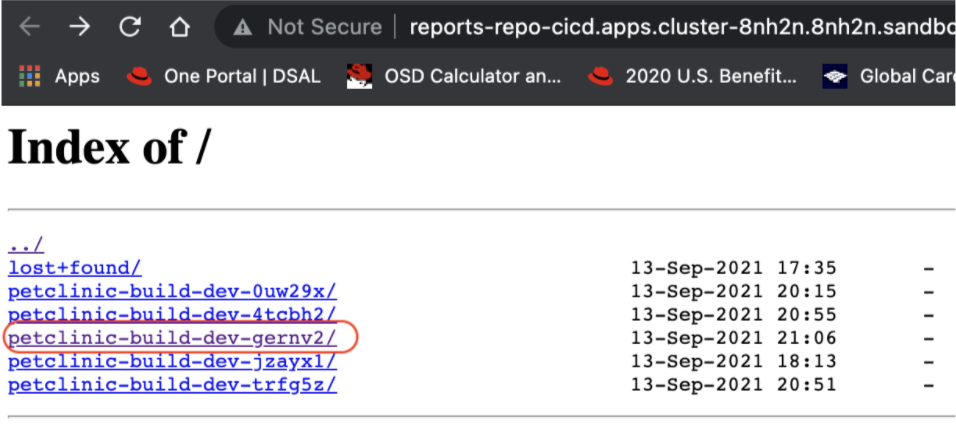 Not Secure | reports-repo-cicd.apps.cluster-8nh2n.8nh2n.sandbo
Apps One Portal | DSAL OSD Calculator an... 2020 U.S. Benefit... Global Car
Index of /
../
lost+found/ 13-Sep-2021 17:35 -
petclinic-build-dev-0uw29x/ 13-Sep-2021 20:15 -
petclinic-build-dev-4tcbh2/ 13-Sep-2021 20:55 -
petclinic-build-dev-gernv2/ 13-Sep-2021 21:06 -
petclinic-build-dev-jzayx1/ 13-Sep-2021 18:13 -
petclinic-build-dev-trfg5z/ 13-Sep-2021 20:51 -